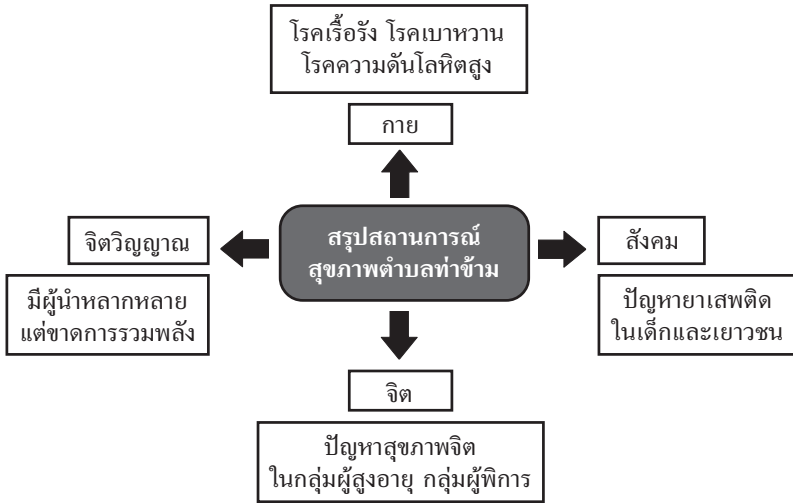 โรคเรื้อรัง โรคเบาหวาน
โรคความดันโลหิตสูง
กาย
จิตวิญญาณ
มีผู้นำหลากหลาย
แต่ขาดการรวมพลัง
สรุปสถานการณ์
สุขภาพตำบลท่าข้าม
สังคม
ปัญหายาเสพติด
ในเด็กและเยาวชน
จิต
ปัญหาสุขภาพจิต
ในกลุ่มผู้สูงอายุ กลุ่มผู้พิการ